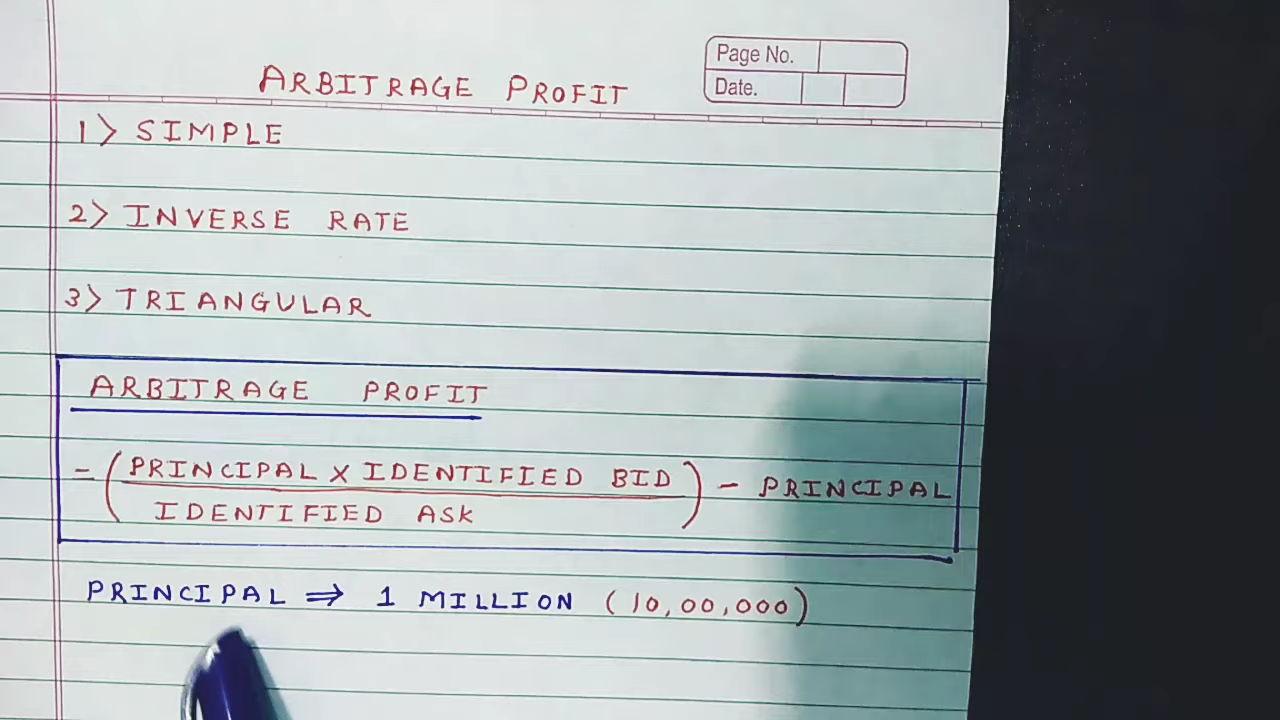 Page No.
Date.
ARBITRAGE PROFIT
1) SIMPLE
2) INVERSE RATE
3) TRIANGULAR
ARBITRAGE PROFIT
= (PRINCIPAL X IDENTIFIED BID
IDENTIFIED ASK) - PRINCIPAL
PRINCIPAL ⇒ 1 MILLION (10,00,000)